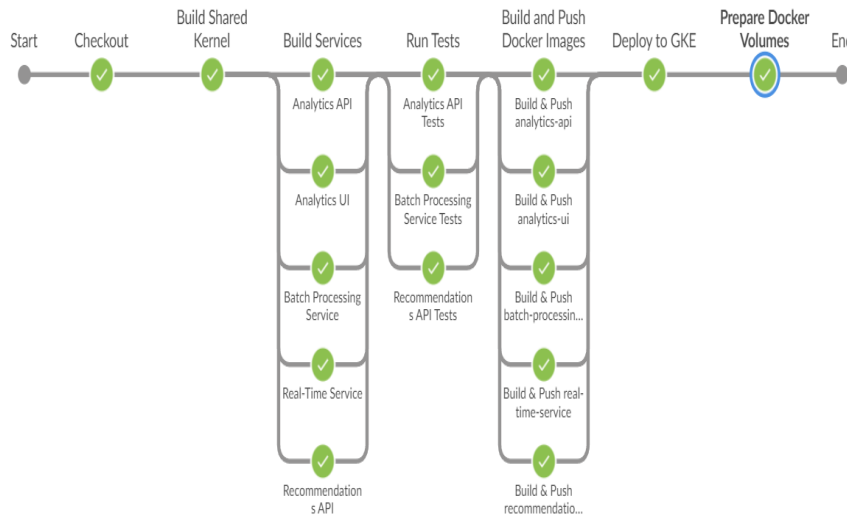 Start
Checkout
Build Shared
Kernel
Build Services
Run Tests
Build and Push
Docker Images
Deploy to GKE
Prepare Docker
Volumes
End
Analytics API
Analytics API
Tests
Build & Push
analytics-api
Analytics UI
Batch Processing
Service Tests
Build & Push
analytics-ui
Batch Processing
Service
Recommendation
s API Tests
Build & Push
batch-processin...
Real-Time Service
Build & Push real-
time-service
Recommendation
s API
Build & Push
recommendatio...